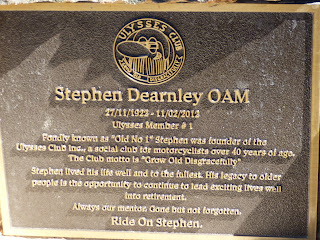 ULYSSES CLUB
Stephen Dearnley OAM
27/11/1922 - 11/02/2012
Ulysses Member # 1
Fondly known as "Old No 1" Stephen was founder of the
Ulysses Club Inc., a social club for motorcyclists over 40 years of age.
The Club motto is "Grow Old Disgracefully"
Stephen lived his life well and to the fullest. His legacy to older
people is the opportunity to continue to lead exciting lives well
into retirement.
Always our mentor. Gone but not forgotten.
Ride On Stephen.